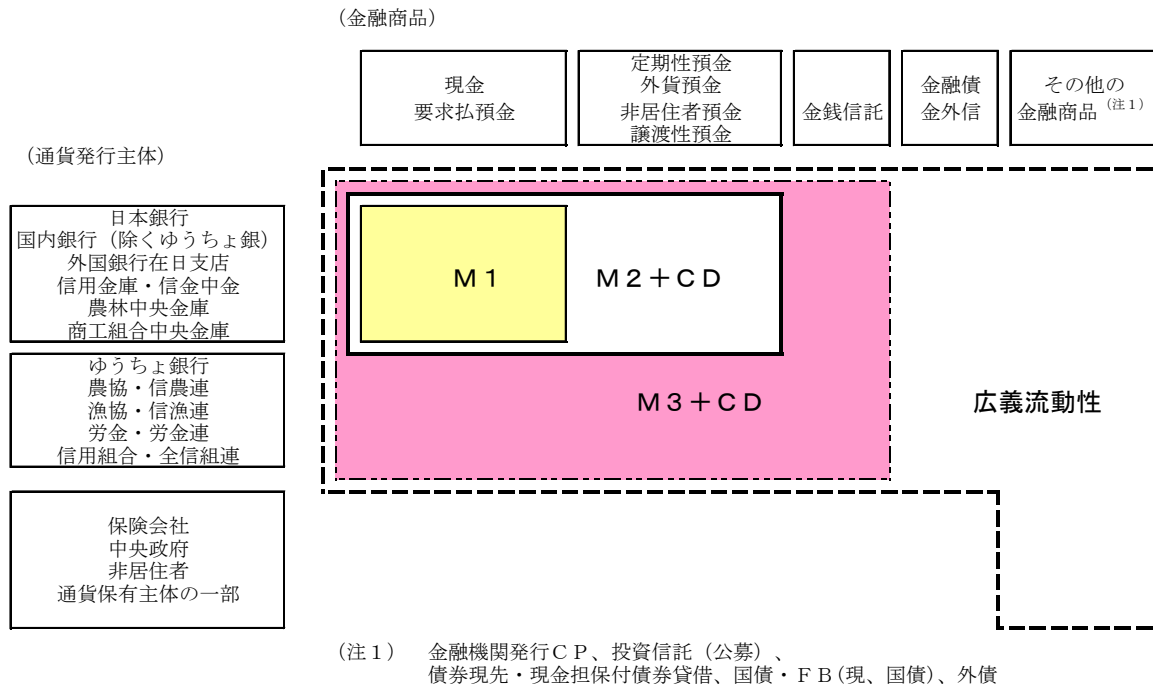 （金融商品）
現金
要求払預金
定期性預金
外貨預金
非居住者預金
譲渡性預金
金銭信託
金融債
金外信
その他の
金融商品（注１）
（通貨発行主体）
日本銀行
国内銀行（除くゆうちょ銀）
外国銀行在日支店
信用金庫・信金中金
農林中央金庫
商工組合中央金庫
ゆうちょ銀行
農協・信農連
漁協・信漁連
労金・労金連
信用組合・全信組連
保険会社
中央政府
非居住者
通貨保有主体の一部
Ｍ１
Ｍ２＋ＣＤ
Ｍ３＋ＣＤ
広義流動性
（注１） 金融機関発行ＣＰ、投資信託（公募）、
債券現先・現金担保付債券貸借、国債・ＦＢ(現、国債)、外債